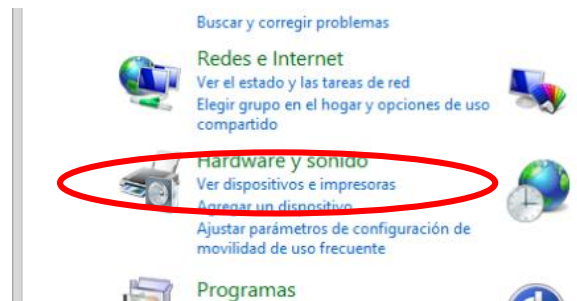 Buscar y corregir problemas
Redes e Internet
Ver el estado y las tareas de red
Elegir grupo en el hogar y opciones de uso
compartido
Hardware y sonido
Ver dispositivos e impresoras
Agregar un dispositivo
Ajustar parámetros de configuración de
movilidad de uso frecuente
Programas